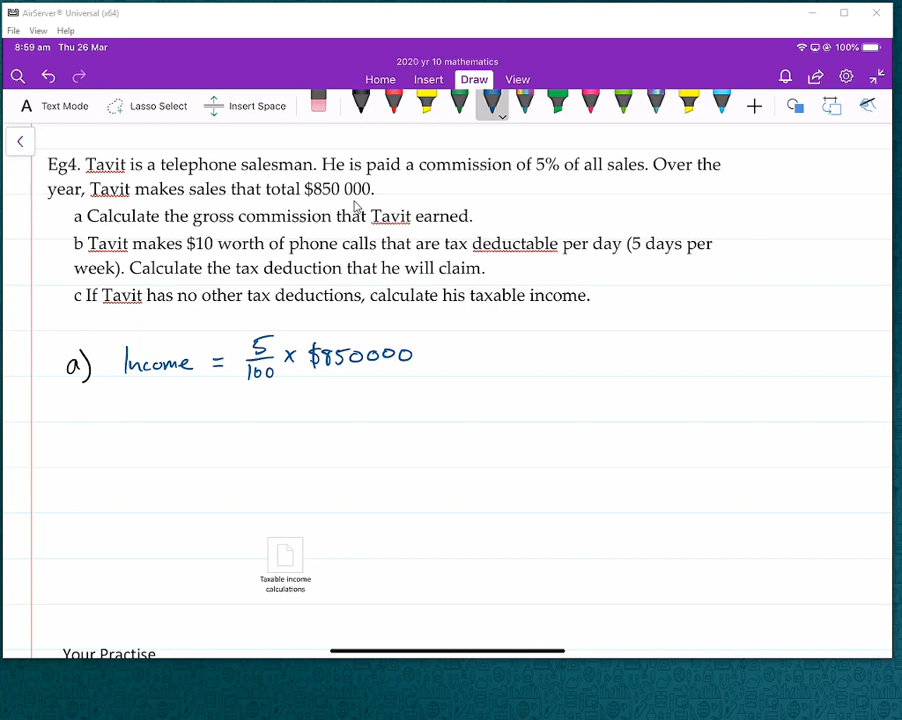 AirServer® Universal (x64)
File View Help
8:59 am Thu 26 Mar
100%
2020 yr 10 mathematics
Home Insert Draw View
A Text Mode Lasso Select Insert Space
Eg4. Tavit is a telephone salesman. He is paid a commission of 5% of all sales. Over the
year, Tavit makes sales that total $850 000.
a Calculate the gross commission that Tavit earned.
b Tavit makes $10 worth of phone calls that are tax deductable per day (5 days per
week). Calculate the tax deduction that he will claim.
c If Tavit has no other tax deductions, calculate his taxable income.
a) Income = 5/100 × $850000
Taxable income
calculations
Your Practise